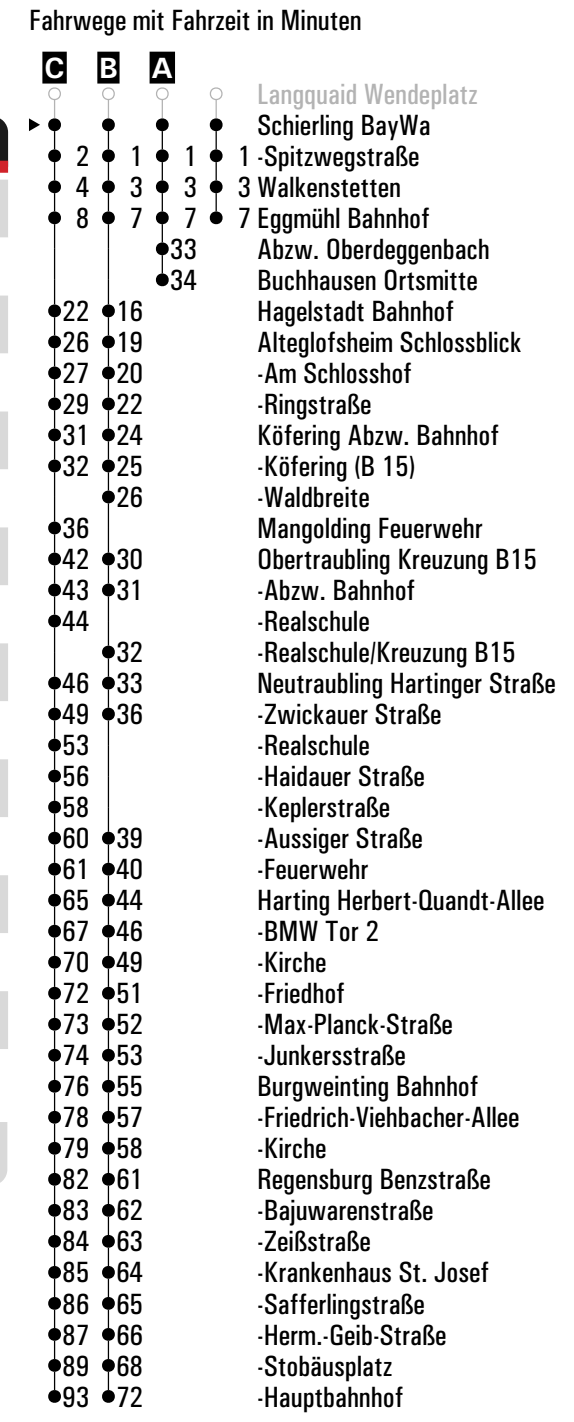 Fahrwege mit Fahrzeit in Minuten
C B A
Langquaid Wendeplatz
Schierling BayWa
2 1 1 1 -Spitzwegstraße
4 3 3 3 Walkenstetten
8 7 7 7 Eggmühl Bahnhof
33 Abzw. Oberdeggenbach
34 Buchhausen Ortsmitte
22 16 Hagelstadt Bahnhof
26 19 Alteglofsheim Schlossblick
27 20 -Am Schlosshof
29 22 -Ringstraße
31 24 Köfering Abzw. Bahnhof
32 25 -Köfering (B 15)
26 -Waldbreite
36 Mangolding Feuerwehr
42 30 Obertraubling Kreuzung B15
43 31 -Abzw. Bahnhof
44 -Realschule
32 -Realschule/Kreuzung B15
46 33 Neutraubling Hartinger Straße
49 36 -Zwickauer Straße
53 -Realschule
56 -Haidauer Straße
58 -Keplerstraße
60 39 -Aussiger Straße
61 40 -Feuerwehr
65 44 Harting Herbert-Quandt-Allee
67 46 -BMW Tor 2
70 49 -Kirche
72 51 -Friedhof
73 52 -Max-Planck-Straße
74 53 -Junkersstraße
76 55 Burgweinting Bahnhof
78 57 -Friedrich-Viehbacher-Allee
79 58 -Kirche
82 61 Regensburg Benzstraße
83 62 -Bajuwarenstraße
84 63 -Zeißstraße
85 64 -Krankenhaus St. Josef
86 65 -Safferlingstraße
87 66 -Herm.-Geib-Straße
89 68 -Stobäusplatz
93 72 -Hauptbahnhof